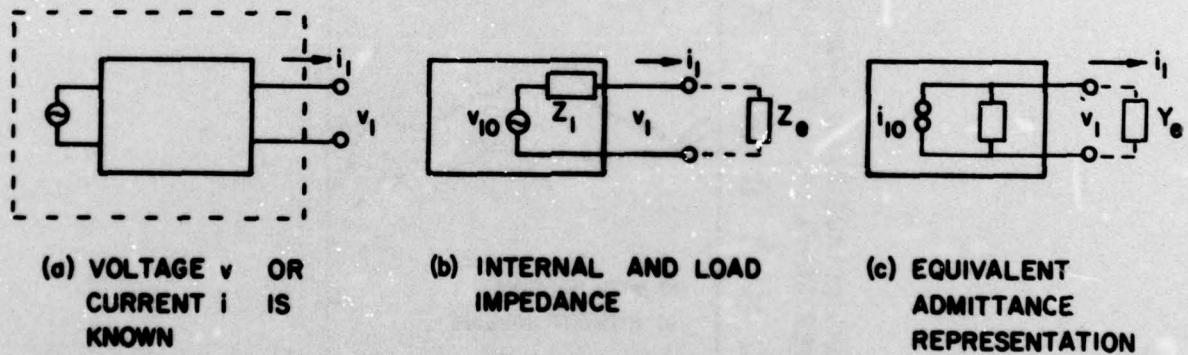 i₁
v₁
(a) VOLTAGE v OR
CURRENT i IS
KNOWN
i₁
v₁₀
Z₁
v₁
Zₑ
(b) INTERNAL AND LOAD
IMPEDANCE
i₁
i₁₀
v₁
Yₑ
(c) EQUIVALENT
ADMITTANCE
REPRESENTATION